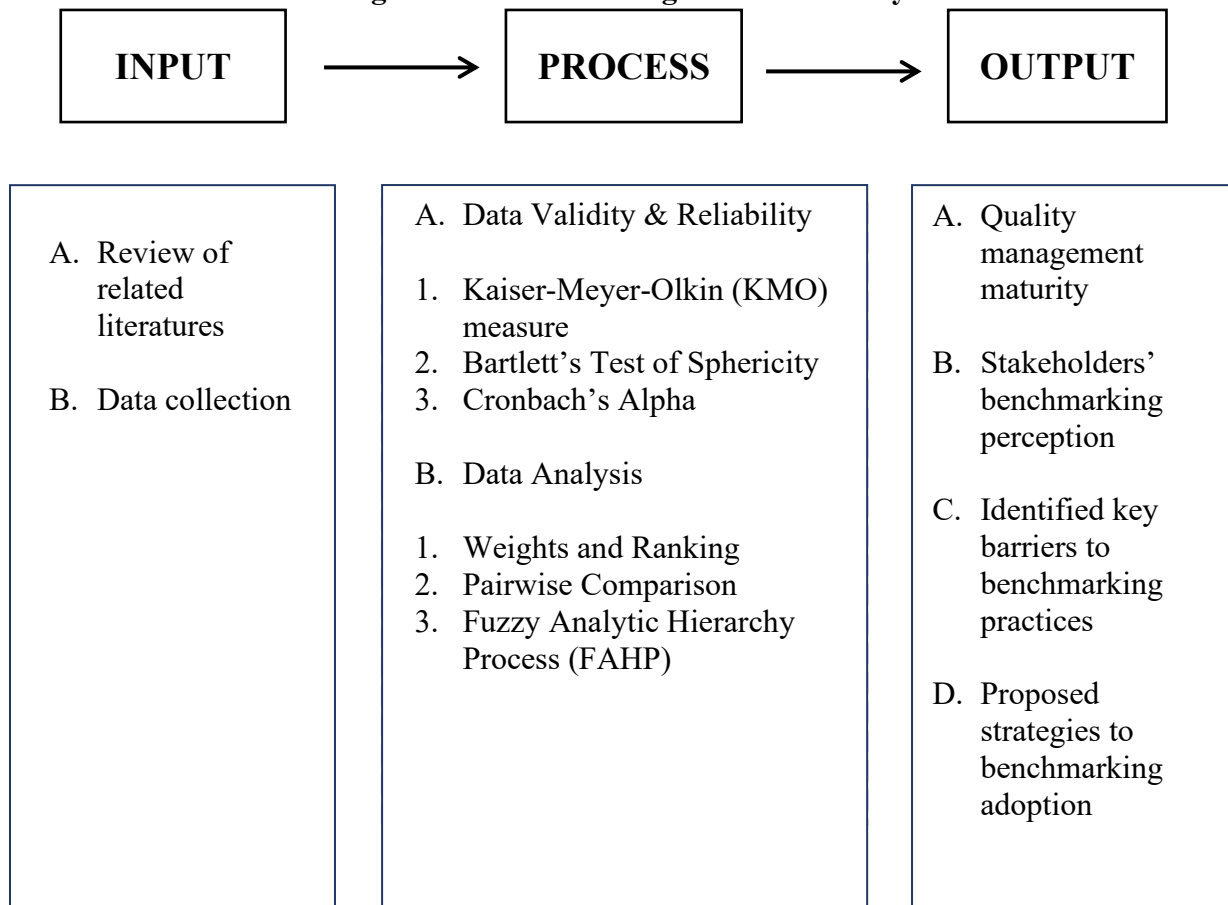 INPUT
PROCESS
OUTPUT
A. Review of
related
literatures
B. Data collection
A. Data Validity & Reliability
1. Kaiser-Meyer-Olkin (KMO)
measure
2. Bartlett’s Test of Sphericity
3. Cronbach’s Alpha
B. Data Analysis
1. Weights and Ranking
2. Pairwise Comparison
3. Fuzzy Analytic Hierarchy
Process (FAHP)
A. Quality
management
maturity
B. Stakeholders’
benchmarking
perception
C. Identified key
barriers to
benchmarking
practices
D. Proposed
strategies to
benchmarking
adoption